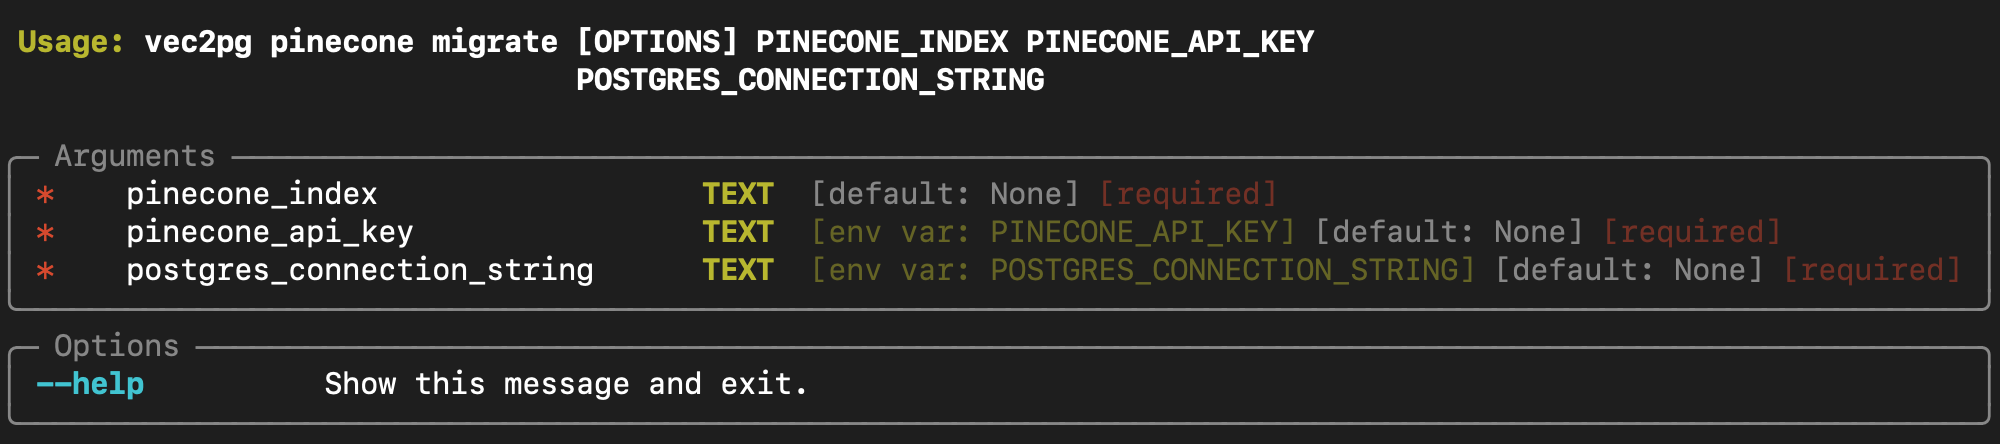 Usage: vec2pg pinecone migrate [OPTIONS] PINECONE_INDEX PINECONE_API_KEY
POSTGRES_CONNECTION_STRING
Arguments
* pinecone_index TEXT [default: None] [required]
* pinecone_api_key TEXT [env var: PINECONE_API_KEY] [default: None] [required]
* postgres_connection_string TEXT [env var: POSTGRES_CONNECTION_STRING] [default: None] [required]
Options
--help Show this message and exit.